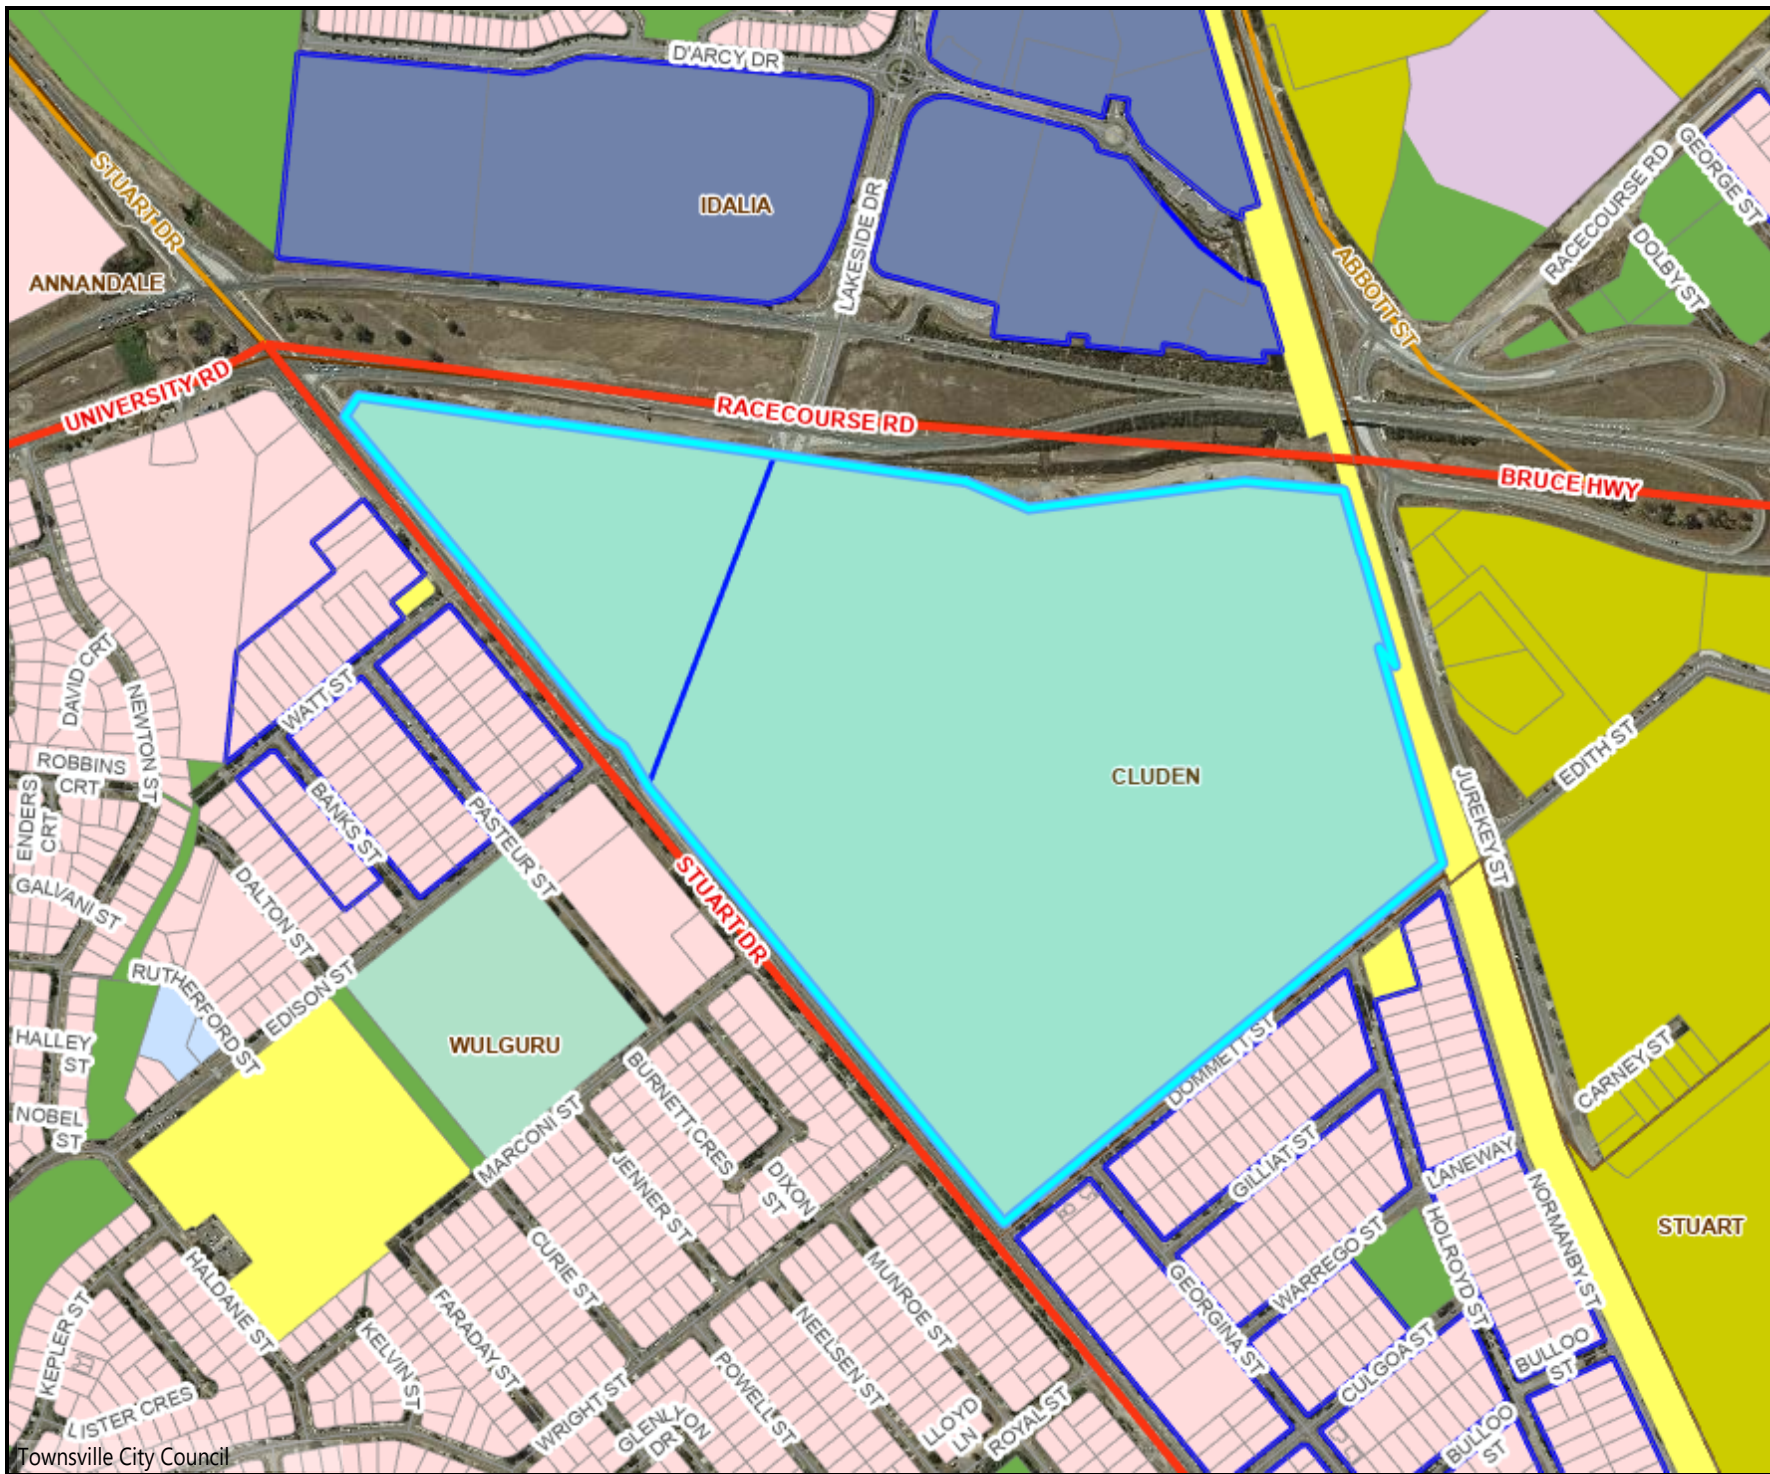 D'ARCY DR
STUART DR
IDALIA
LAKESIDE DR
RACECOURSE RD
GEORGE ST
DOLBY ST
ABBOTT ST
ANNANDALE
UNIVERSITY RD
RACECOURSE RD
BRUCE HWY
DAVID CRT
NEWTON ST
WATT ST
ROBBINS
CRT
ENDERS
CRT
BANKS ST
PASTEUR ST
CLUDEN
EDITH ST
JUREKEY ST
GALVANI ST
DALTON ST
STUART DR
RUTHERFORD ST
EDISON ST
HALLEY
ST
WULGURU
NOBEL
ST
BURNETT CRES
MARCONI ST
JENNER ST
DIXON
ST
DOMMETT ST
GILLIAT ST
CARNEY ST
LANEWAY
STUART
KEPLER ST
HALDANE ST
CURIE ST
MUNROE ST
WARREGO ST
HOLROYD ST
NORMANBY ST
GEORGINA ST
FARADAY ST
KELVIN ST
NEELSEN ST
POWELL ST
CULGOA ST
BULLOO
ST
LISTER CRES
WRIGHT ST
GLENLYON
DR
LLOYD
LN
ROYAL ST
BULLOO
ST
Townsville City Council